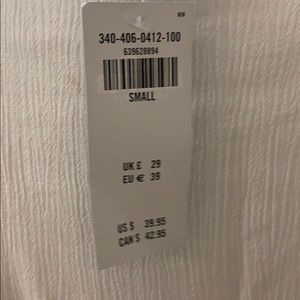 340-406-0412-100
639628894
SMALL
UK £ 29
EU € 39
US $ 39.95
CAN $ 42.95